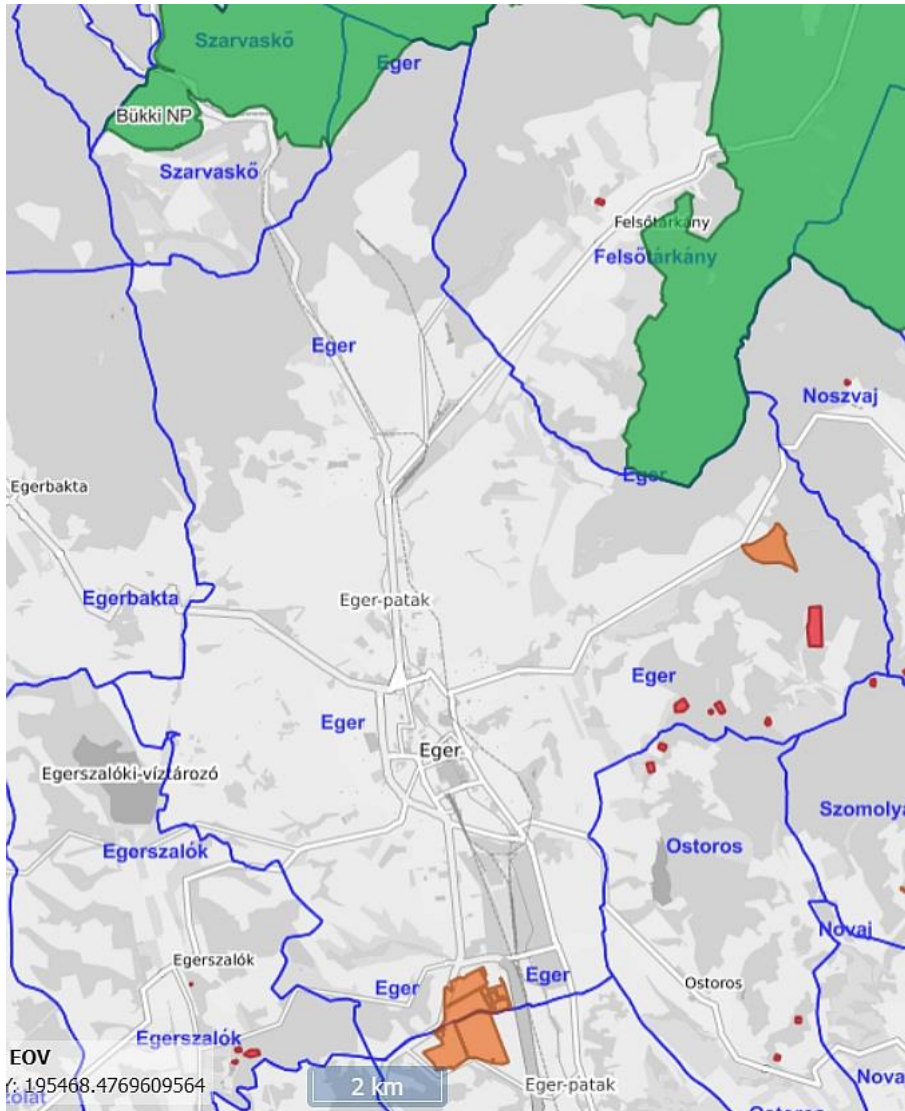 Szarvaskő
Eger
Bükki NP
Szarvaskő
Felsőtárkány
Felsőtárkány
Eger
Noszvaj
Eger
Egerbakta
Egerbakta
Eger-patak
Eger
Eger
Eger
Egerszalóki-víztározó
Szomolya
Egerszalók
Ostoros
Novaj
Egerszalók
Eger
Eger
Ostoros
Egerszalók
EOV
Y: 195468.4769609564
2 km
Eger-patak
Nova
Ostoros